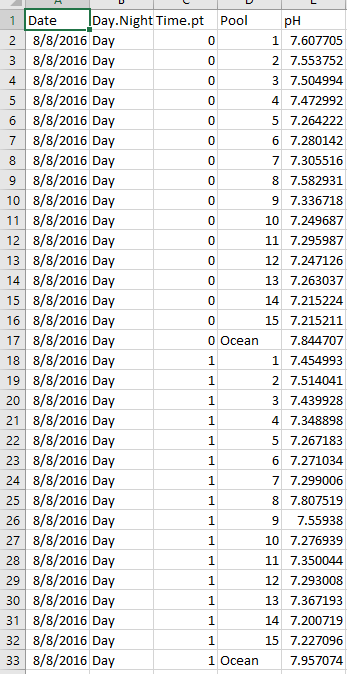 A B C D E
1 Date Day.Night Time.pt Pool pH
2 8/8/2016 Day 0 1 7.607705
3 8/8/2016 Day 0 2 7.553752
4 8/8/2016 Day 0 3 7.504994
5 8/8/2016 Day 0 4 7.472992
6 8/8/2016 Day 0 5 7.264222
7 8/8/2016 Day 0 6 7.280142
8 8/8/2016 Day 0 7 7.305516
9 8/8/2016 Day 0 8 7.582931
10 8/8/2016 Day 0 9 7.336718
11 8/8/2016 Day 0 10 7.249687
12 8/8/2016 Day 0 11 7.295987
13 8/8/2016 Day 0 12 7.247126
14 8/8/2016 Day 0 13 7.263037
15 8/8/2016 Day 0 14 7.215224
16 8/8/2016 Day 0 15 7.215211
17 8/8/2016 Day 0 Ocean 7.844707
18 8/8/2016 Day 1 1 7.454993
19 8/8/2016 Day 1 2 7.514041
20 8/8/2016 Day 1 3 7.439928
21 8/8/2016 Day 1 4 7.348898
22 8/8/2016 Day 1 5 7.267183
23 8/8/2016 Day 1 6 7.271034
24 8/8/2016 Day 1 7 7.299006
25 8/8/2016 Day 1 8 7.807519
26 8/8/2016 Day 1 9 7.55938
27 8/8/2016 Day 1 10 7.276939
28 8/8/2016 Day 1 11 7.350044
29 8/8/2016 Day 1 12 7.293008
30 8/8/2016 Day 1 13 7.367193
31 8/8/2016 Day 1 14 7.200719
32 8/8/2016 Day 1 15 7.227096
33 8/8/2016 Day 1 Ocean 7.957074